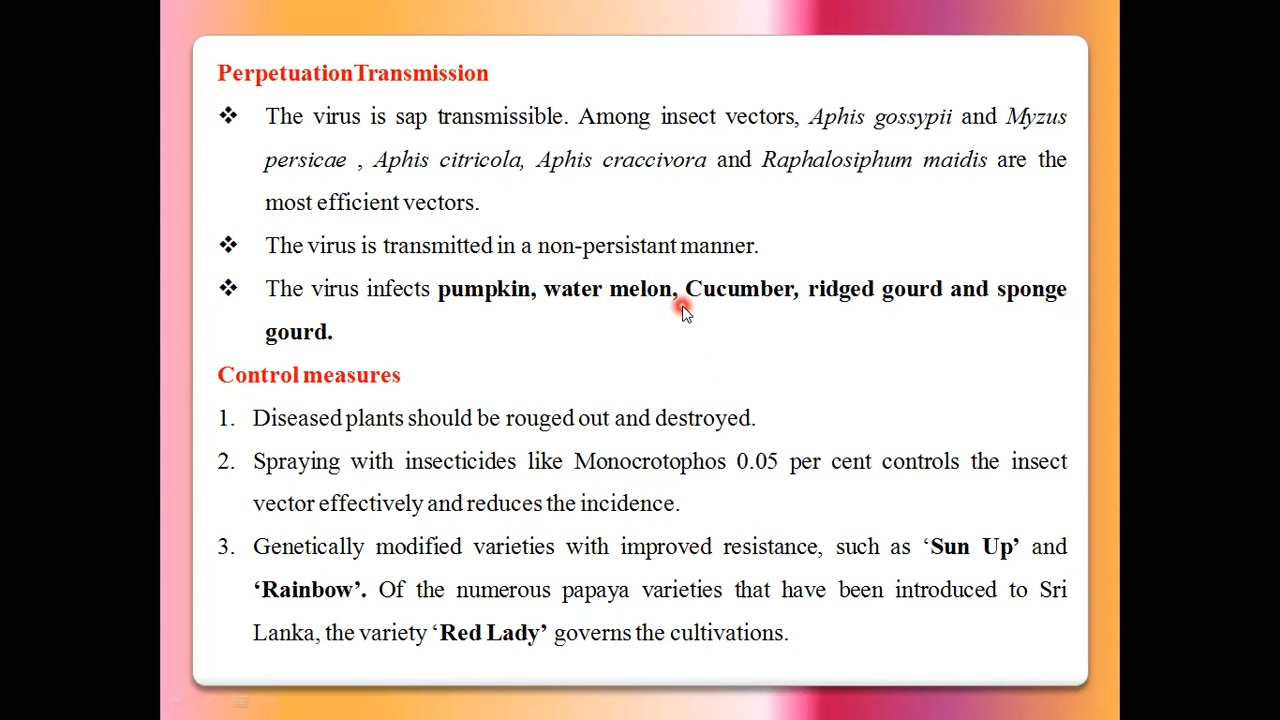 Perpetuation Transmission
❖ The virus is sap transmissible. Among insect vectors, Aphis gossypii and Myzus
persicae , Aphis citricola, Aphis craccivora and Raphalosiphum maidis are the
most efficient vectors.
❖ The virus is transmitted in a non-persistant manner.
❖ The virus infects pumpkin, water melon, Cucumber, ridged gourd and sponge
gourd.
Control measures
1. Diseased plants should be rouged out and destroyed.
2. Spraying with insecticides like Monocrotophos 0.05 per cent controls the insect
vector effectively and reduces the incidence.
3. Genetically modified varieties with improved resistance, such as ‘Sun Up’ and
‘Rainbow’. Of the numerous papaya varieties that have been introduced to Sri
Lanka, the variety ‘Red Lady’ governs the cultivations.